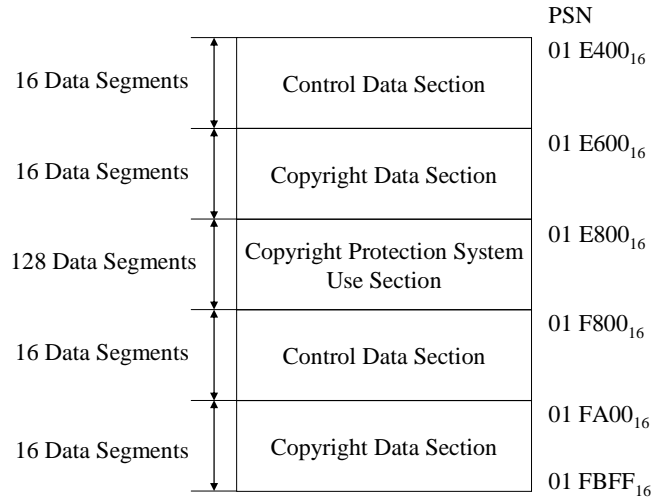 PSN
01 E400₁₆
16 Data Segments
Control Data Section
01 E600₁₆
16 Data Segments
Copyright Data Section
01 E800₁₆
128 Data Segments
Copyright Protection System
Use Section
01 F800₁₆
16 Data Segments
Control Data Section
01 FA00₁₆
16 Data Segments
Copyright Data Section
01 FBFF₁₆